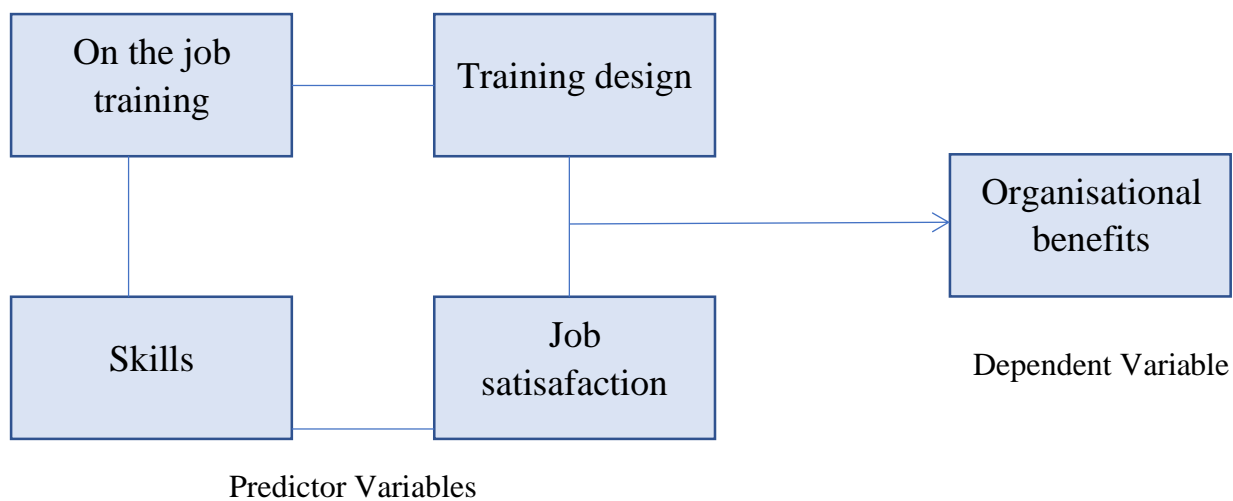 On the job
training
Training design
Organisational
benefits
Skills
Job
satisafaction
Dependent Variable
Predictor Variables